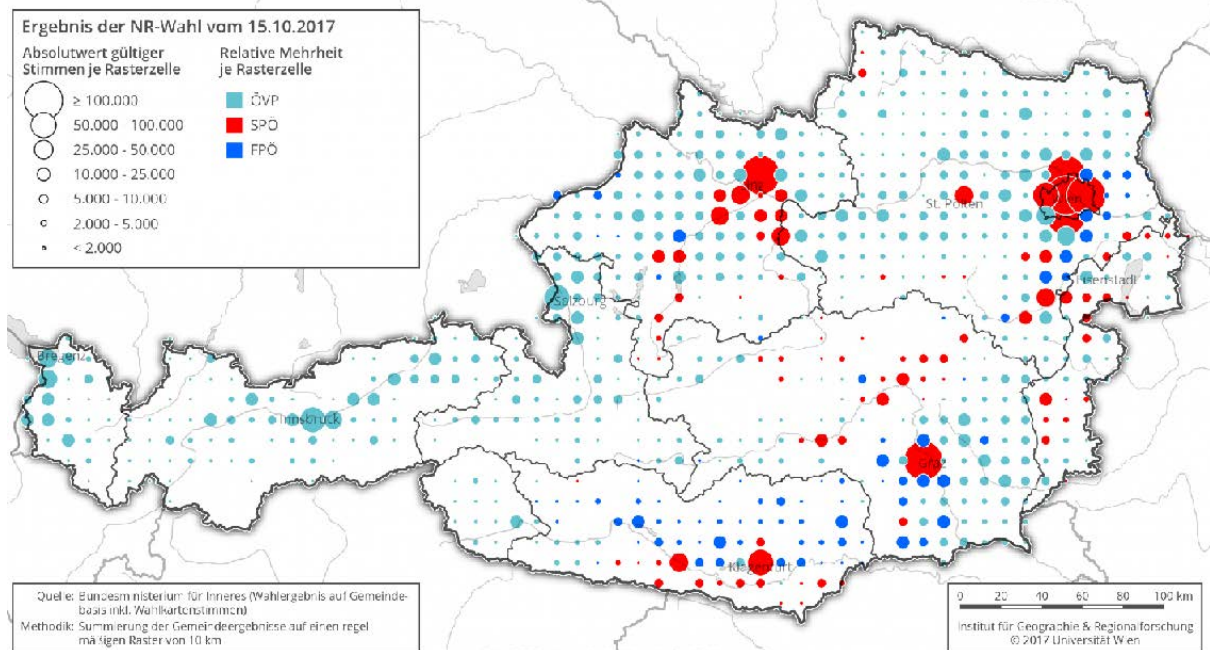 Ergebnis der NR-Wahl vom 15.10.2017
Absolutwert gültiger
Stimmen je Rasterzelle
≥ 100.000
50.000 - 100.000
25.000 - 50.000
10.000 - 25.000
5.000 - 10.000
2.000 - 5.000
< 2.000
Relative Mehrheit
je Rasterzelle
ÖVP
SPÖ
FPÖ
St. Pölten
Eisenstadt
Salzburg
Bregenz
Innsbruck
Graz
Klagenfurt
Quelle: Bundesministerium für Inneres (Wahlergebnis auf Gemeinde-
basis inkl. Wahlkartenstimmen)
Methodik: Summierung der Gemeindeergebnisse auf einen regel
mäßigen Raster von 10 km
0 20 40 60 80 100 km
Institut für Geographie & Regionalforschung
© 2017 Universität Wien